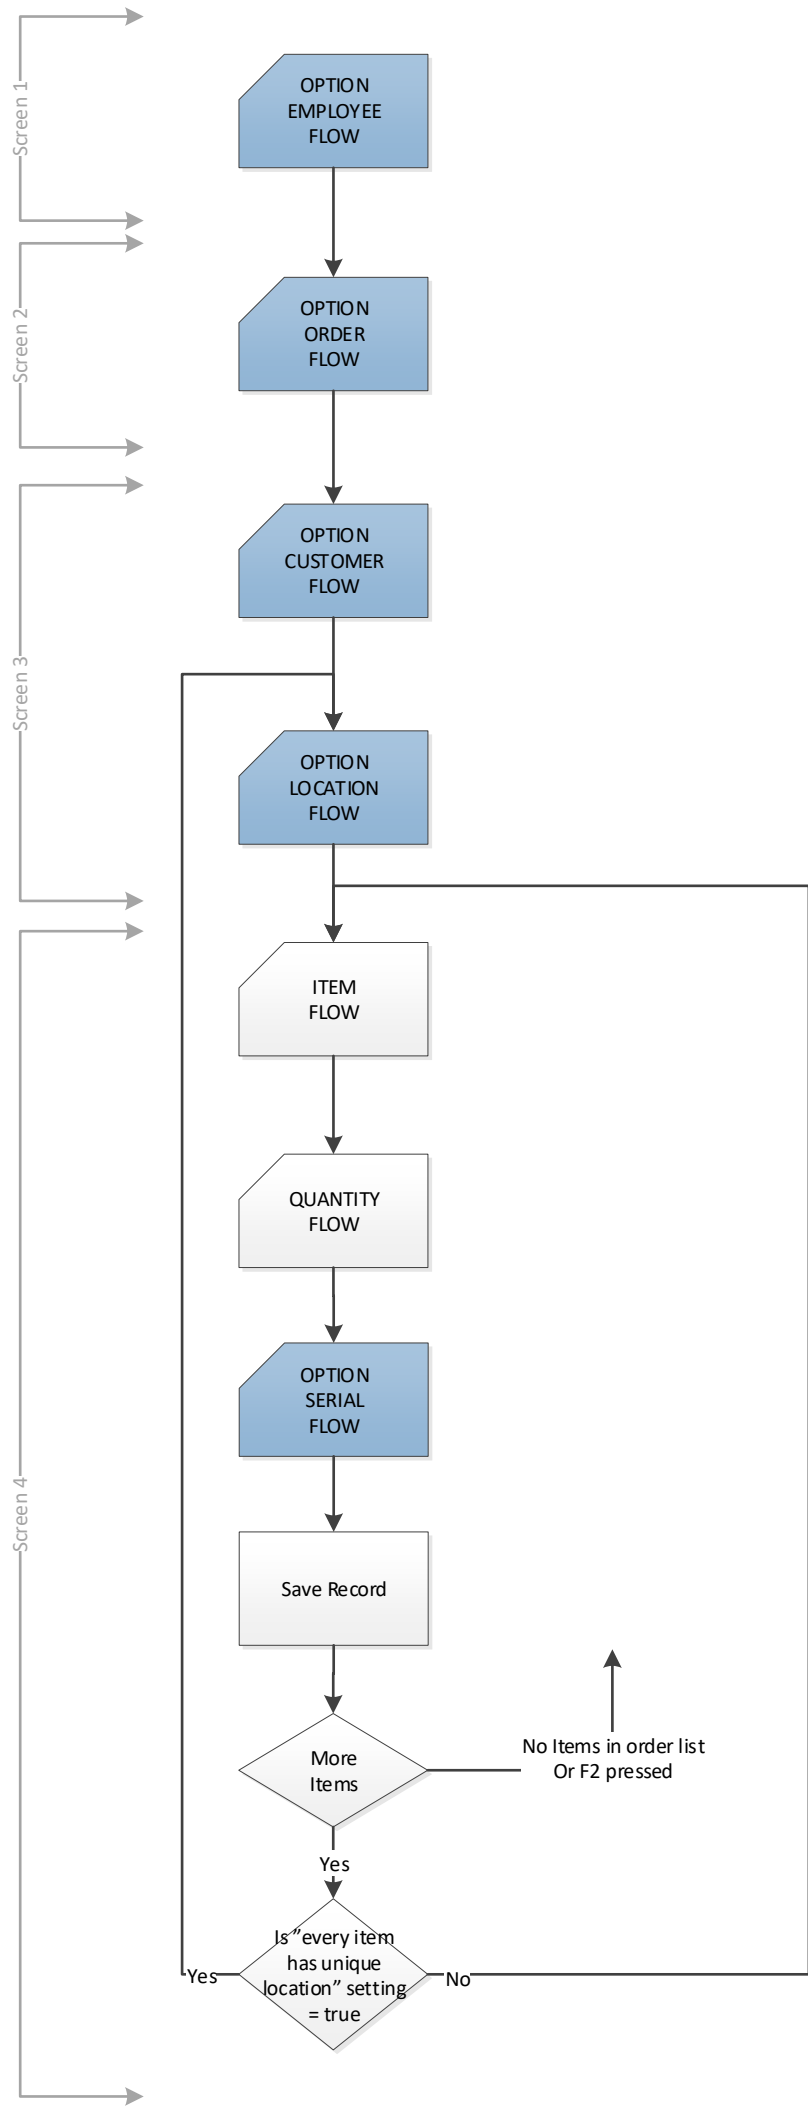 Screen 1
OPTION
EMPLOYEE
FLOW
Screen 2
OPTION
ORDER
FLOW
Screen 3
OPTION
CUSTOMER
FLOW
OPTION
LOCATION
FLOW
Screen 4
ITEM
FLOW
QUANTITY
FLOW
OPTION
SERIAL
FLOW
Save Record
More
Items
No Items in order list
Or F2 pressed
Yes
Is ”every item
has unique
location” setting
= true
Yes
No